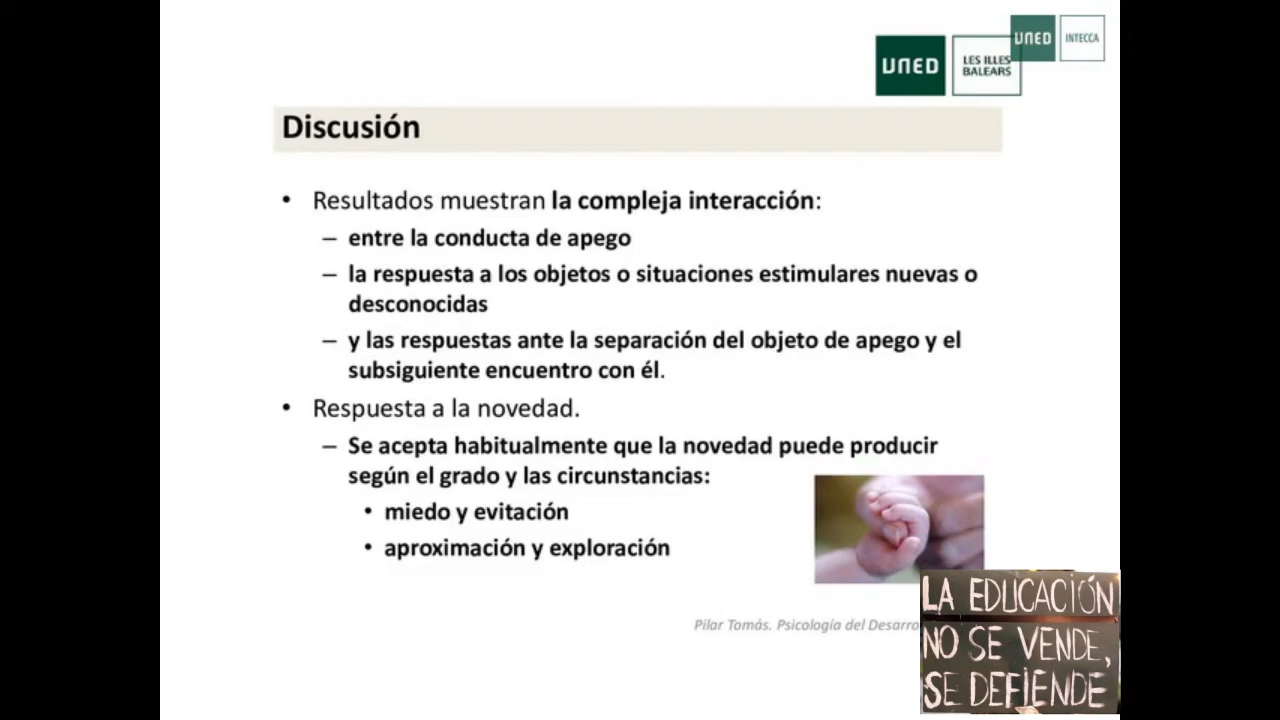 UNED
INTECCA
UNED
LES ILLES
BALEARS
Discusión
• Resultados muestran la compleja interacción:
– entre la conducta de apego
– la respuesta a los objetos o situaciones estimulares nuevas o
desconocidas
– y las respuestas ante la separación del objeto de apego y el
subsiguiente encuentro con él.
• Respuesta a la novedad.
– Se acepta habitualmente que la novedad puede producir
según el grado y las circunstancias:
• miedo y evitación
• aproximación y exploración
Pilar Tomás. Psicología del
LA EDUCACIÓN
NO SE VENDE,
SE DEFIENDE